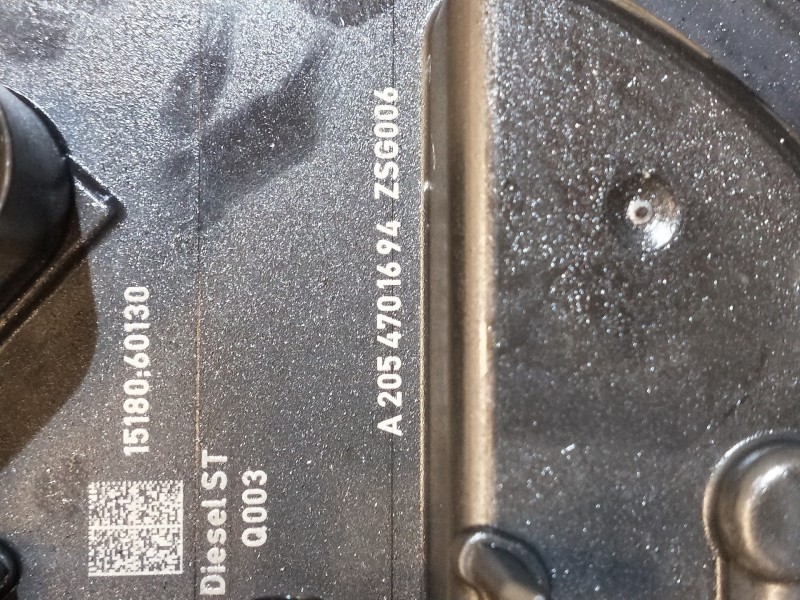 15180:60130
Diesel ST
Q003
A 205 470 16 94 ZSG006